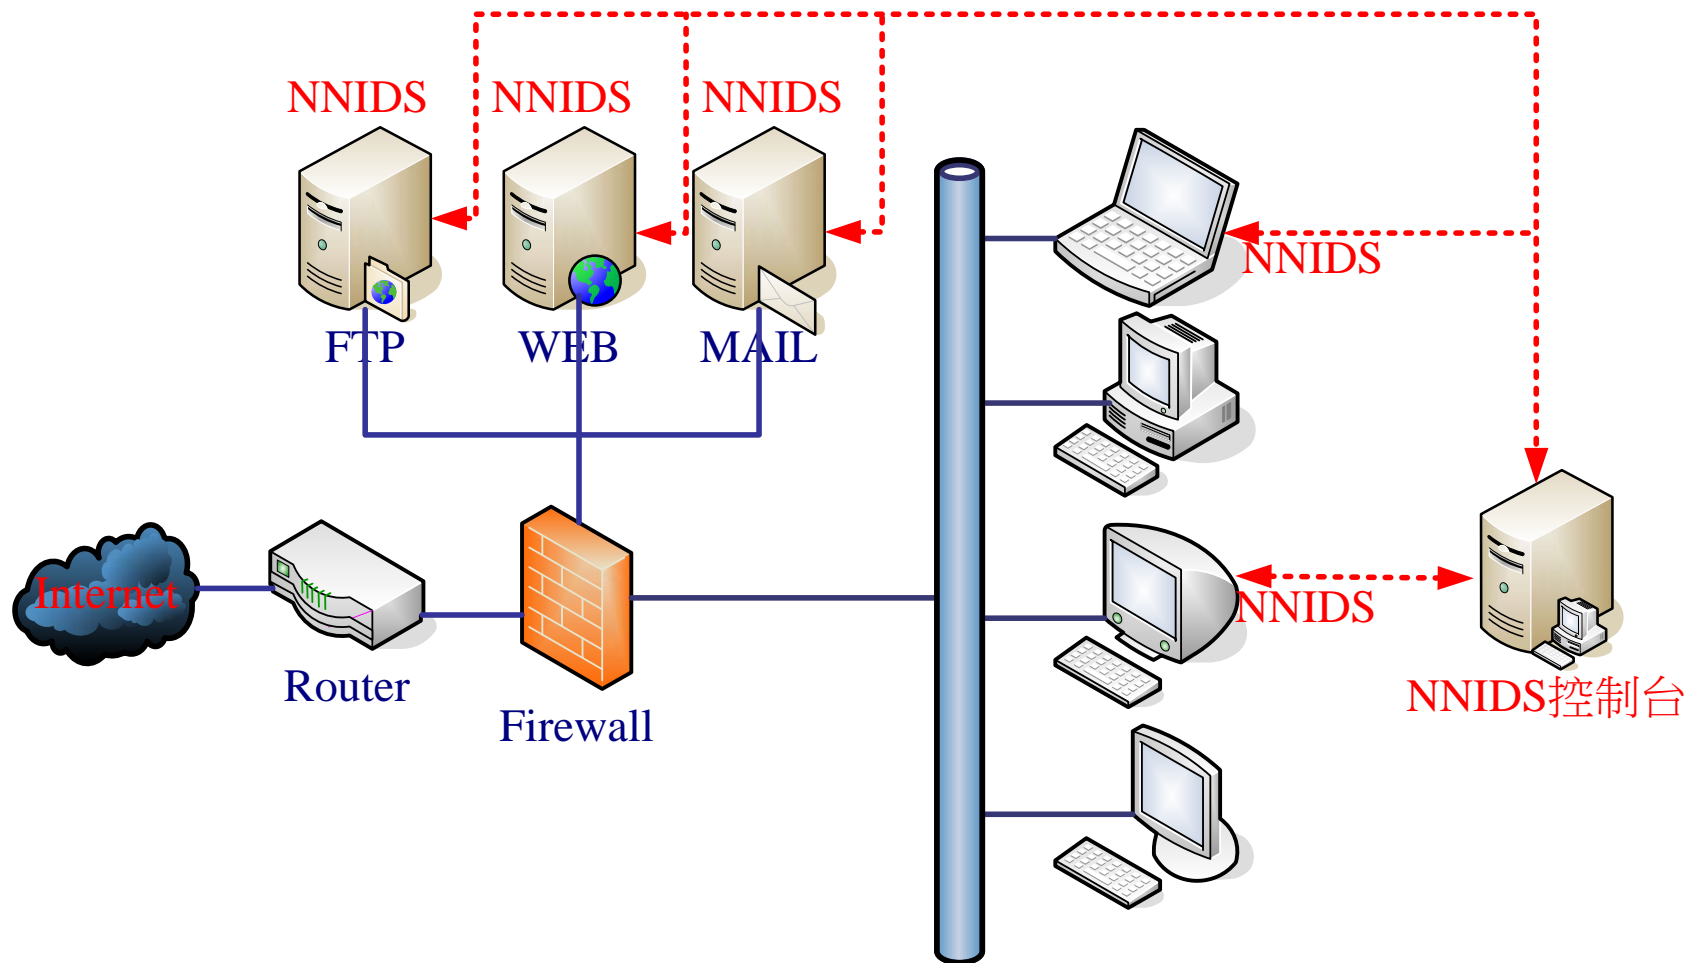 NNIDS NNIDS NNIDS
FTP WEB MAIL
NNIDS
Internet
NNIDS
Router
Firewall
NNIDS控制台